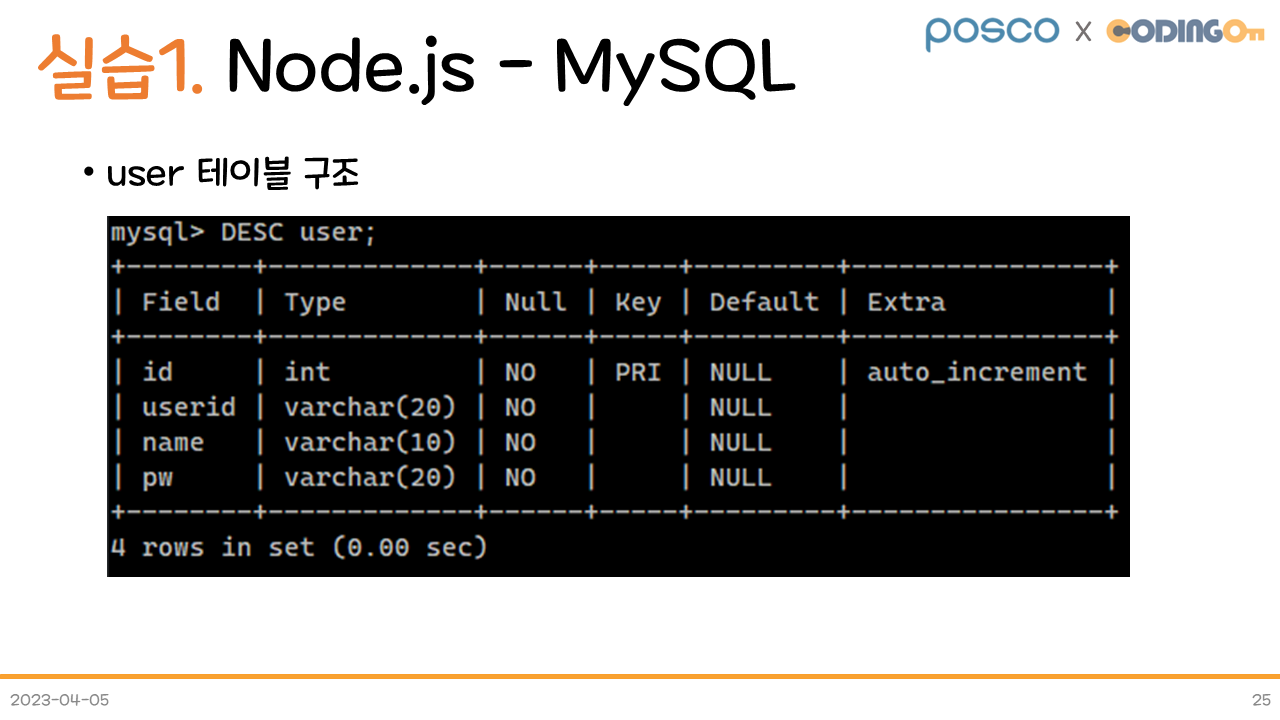 posco x CODINGOn
실습1. Node.js - MySQL
• user 테이블 구조
mysql> DESC user;
+--------+-------------+------+-----+---------+----------------+
| Field  | Type        | Null | Key | Default | Extra          |
+--------+-------------+------+-----+---------+----------------+
| id     | int         | NO   | PRI | NULL    | auto_increment |
| userid | varchar(20) | NO   |     | NULL    |                |
| name   | varchar(10) | NO   |     | NULL    |                |
| pw     | varchar(20) | NO   |     | NULL    |                |
+--------+-------------+------+-----+---------+----------------+
4 rows in set (0.00 sec)
2023-04-05
25